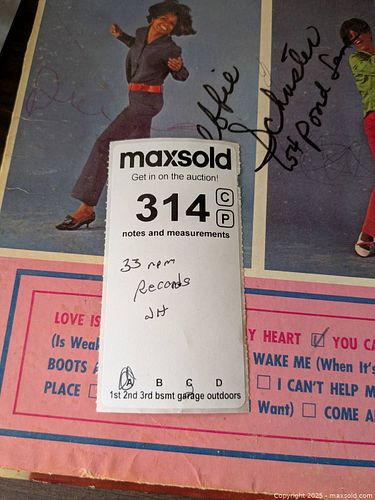 Effie
Schuster
154 Pond
maxsold
Get in on the auction!
314 C P
notes and measurements
33 rpm
Records
JH
A B C D
1st 2nd 3rd bsmt garage outdoors
LOVE IS
Y HEART ☑ YOU CA
(Is Weak
WAKE ME (When It's
BOOTS A
☐ I CAN'T HELP M
PLACE ☐
Want) ☐ COME A
Copyright 2025 - maxsold.com